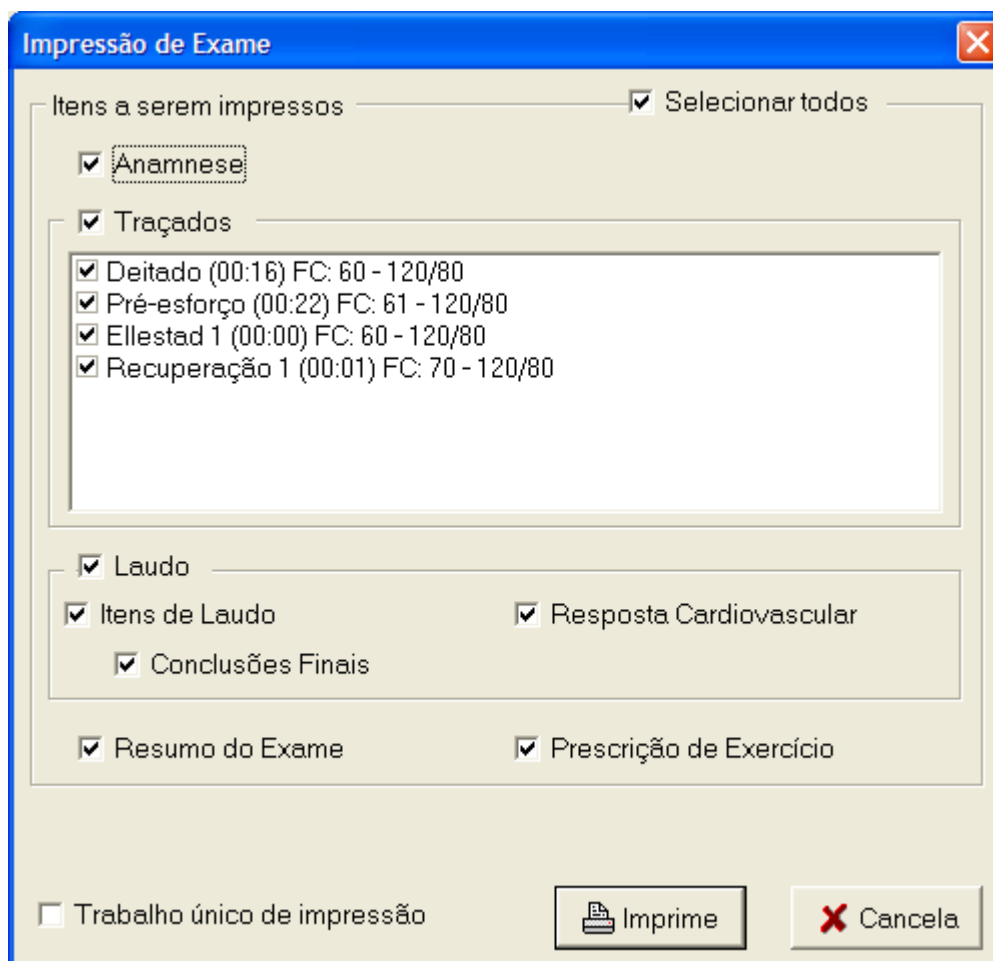 Impressão de Exame
Itens a serem impressos
Selecionar todos
Anamnese
Traçados
Deitado (00:16) FC: 60 - 120/80
Pré-esforço (00:22) FC: 61 - 120/80
Ellestad 1 (00:00) FC: 60 - 120/80
Recuperação 1 (00:01) FC: 70 - 120/80
Laudo
Itens de Laudo
Resposta Cardiovascular
Conclusões Finais
Resumo do Exame
Prescrição de Exercício
Trabalho único de impressão
Imprime
Cancela